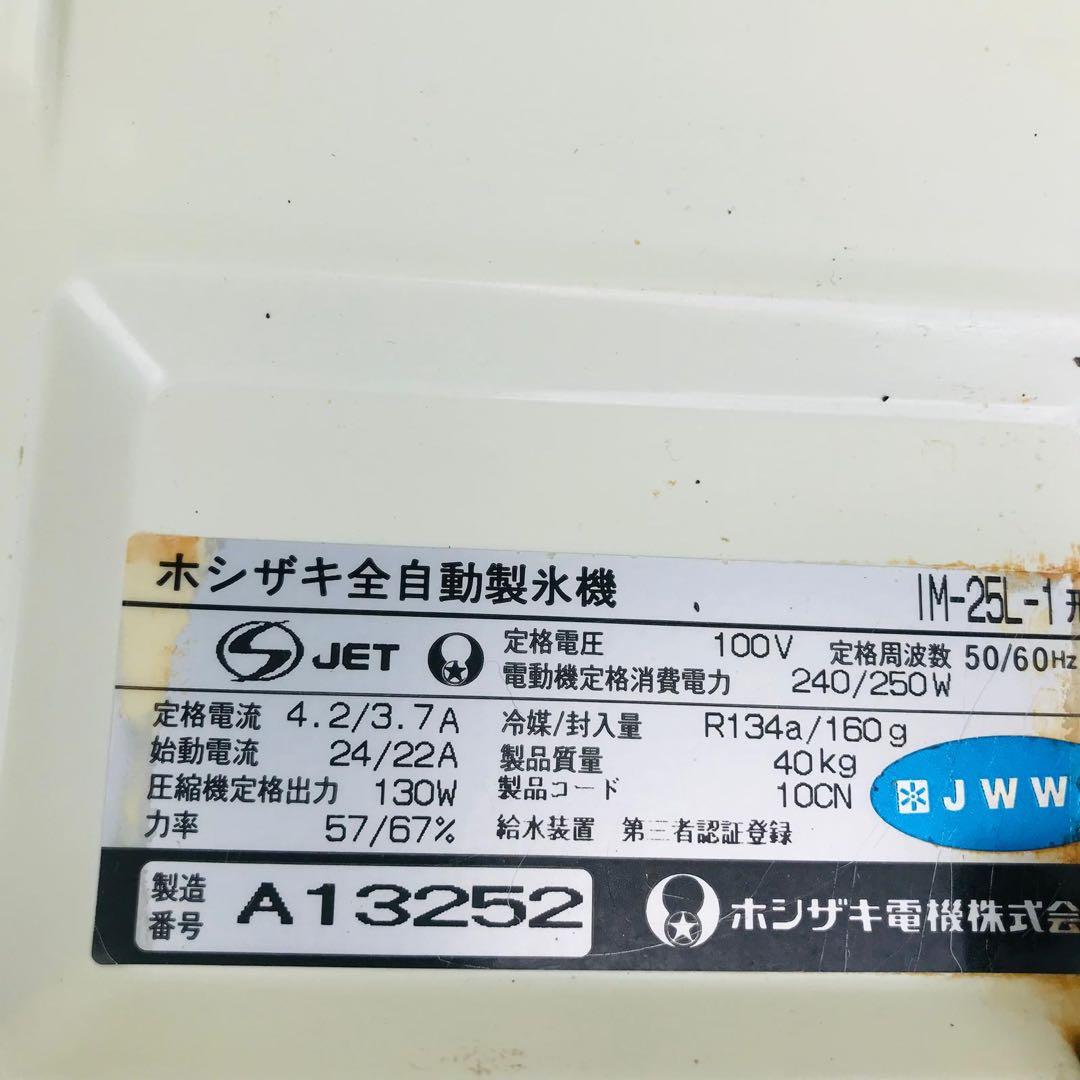 ホシザキ全自動製氷機 IM-25L-1形
JET 定格電圧 100V 定格周波数 50/60Hz
電動機定格消費電力 240/250W
定格電流 4.2/3.7A 冷媒/封入量 R134a/160g
始動電流 24/22A 製品質量 40kg
圧縮機定格出力 130W 製品コード 10CN
力率 57/67% 給水装置 第三者認証登録
JWW
製造番号 A13252 ホシザキ電機株式会